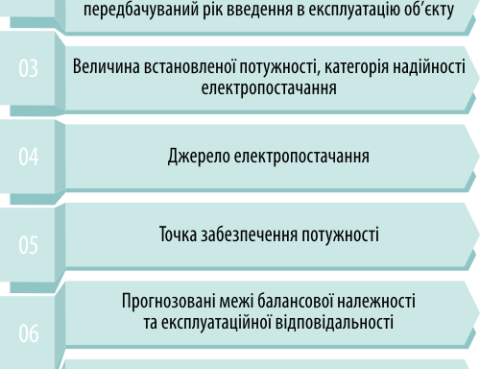 передбачуваний рік введення в експлуатацію об’єкту
03
Величина встановленої потужності, категорія надійності
електропостачання
04
Джерело електропостачання
05
Точка забезпечення потужності
06
Прогнозовані межі балансової належності
та експлуатаційної відповідальності